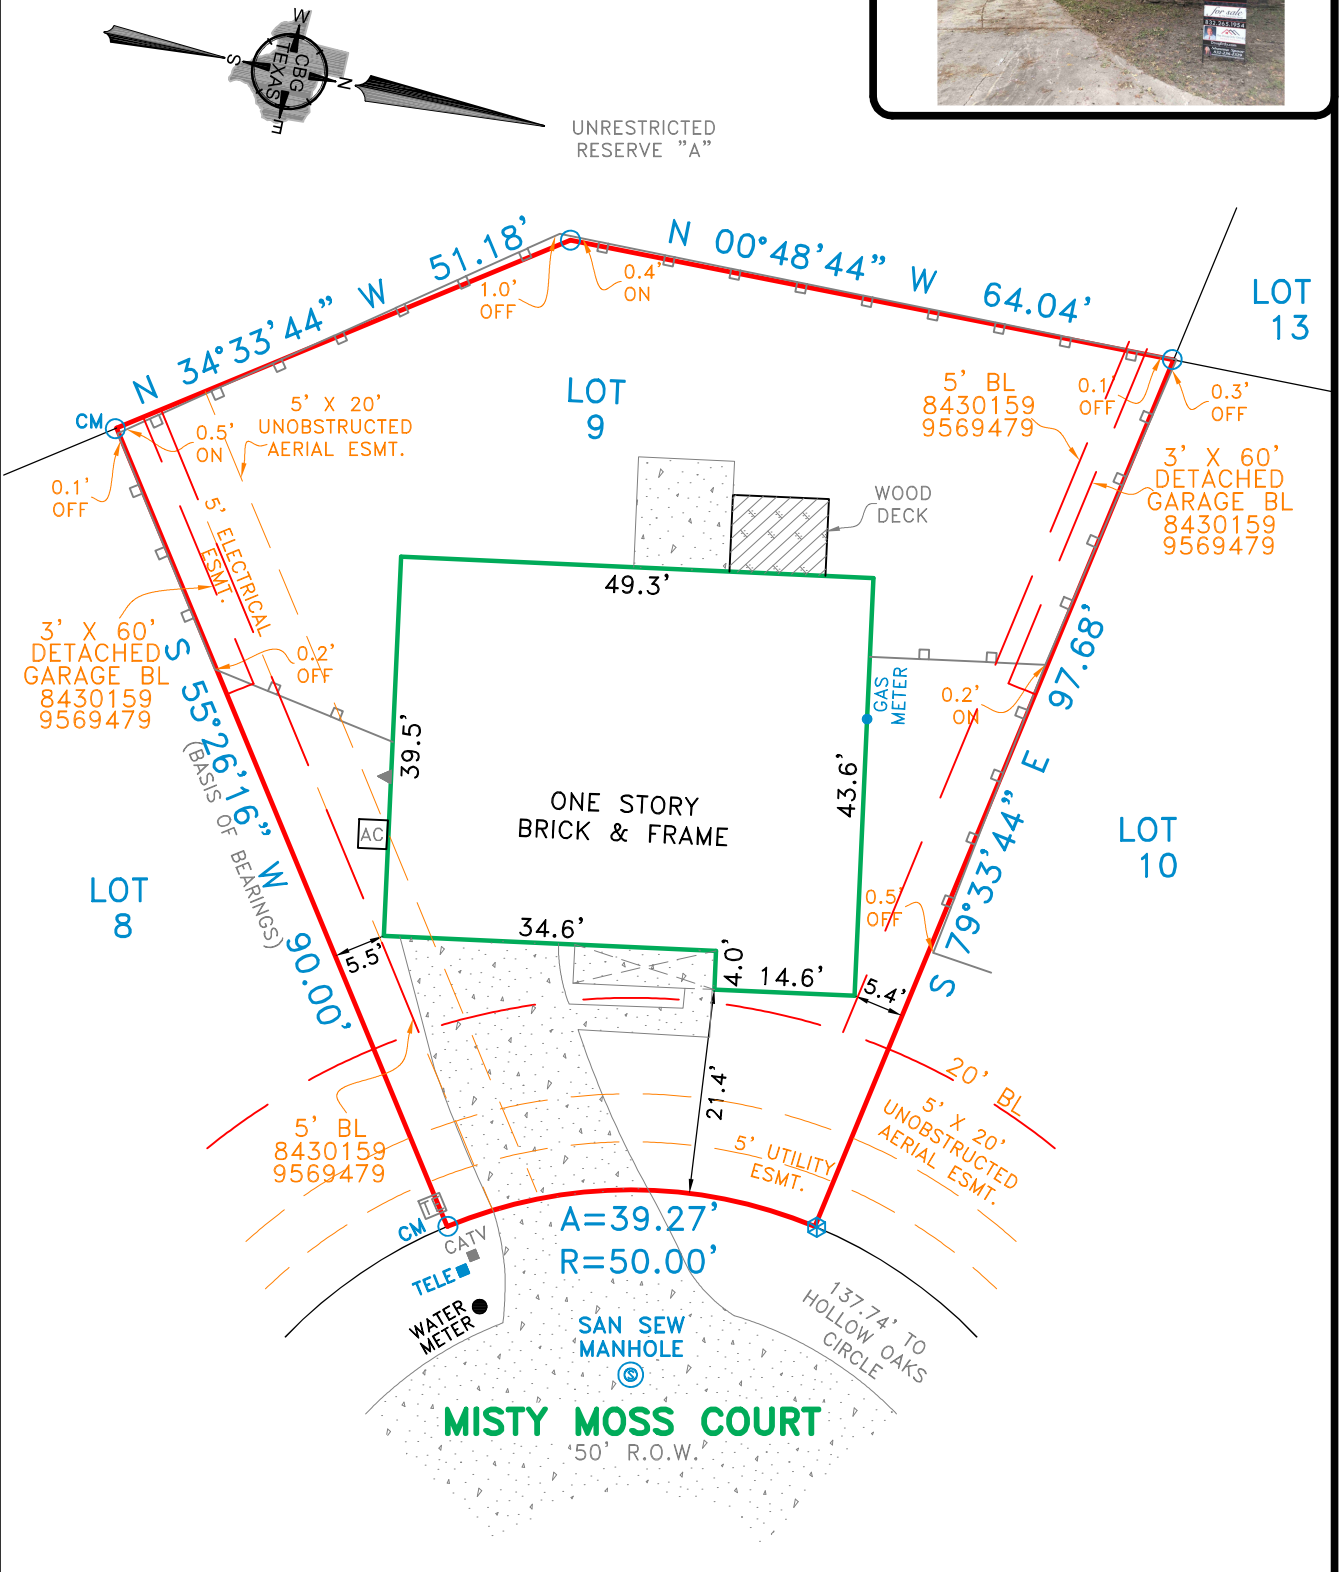 for sale
832.265.1954
W
S
CBG
TEXAS
N
E
UNRESTRICTED
RESERVE "A"
N 34°33'44" W 51.18'
N 00°48'44" W 64.04'
1.0'
OFF
0.4'
ON
LOT
13
CM
0.5'
ON
0.1'
OFF
5' X 20'
UNOBSTRUCTED
AERIAL ESMT.
LOT
9
5' BL
8430159
9569479
0.1'
OFF
0.3'
OFF
3' X 60'
DETACHED
GARAGE BL
8430159
9569479
5' ELECTRICAL
ESMT.
WOOD
DECK
49.3'
3' X 60'
DETACHED
GARAGE BL
8430159
9569479
0.2'
OFF
S 55°26'16" W 90.00'
(BASIS OF BEARINGS)
39.5'
GAS
METER
0.2'
ON
S 79°33'44" E 97.68'
43.6'
ONE STORY
BRICK & FRAME
AC
LOT
8
LOT
10
0.5'
OFF
34.6'
4.0'
14.6'
5.5'
5.4'
21.4'
20' BL
5' X 20'
UNOBSTRUCTED
AERIAL ESMT.
5' BL
8430159
9569479
5' UTILITY
ESMT.
CM
CATV
TELE
WATER
METER
A=39.27'
R=50.00'
SAN SEW
MANHOLE
S
137.74' TO
HOLLOW OAKS
CIRCLE
MISTY MOSS COURT
50' R.O.W.